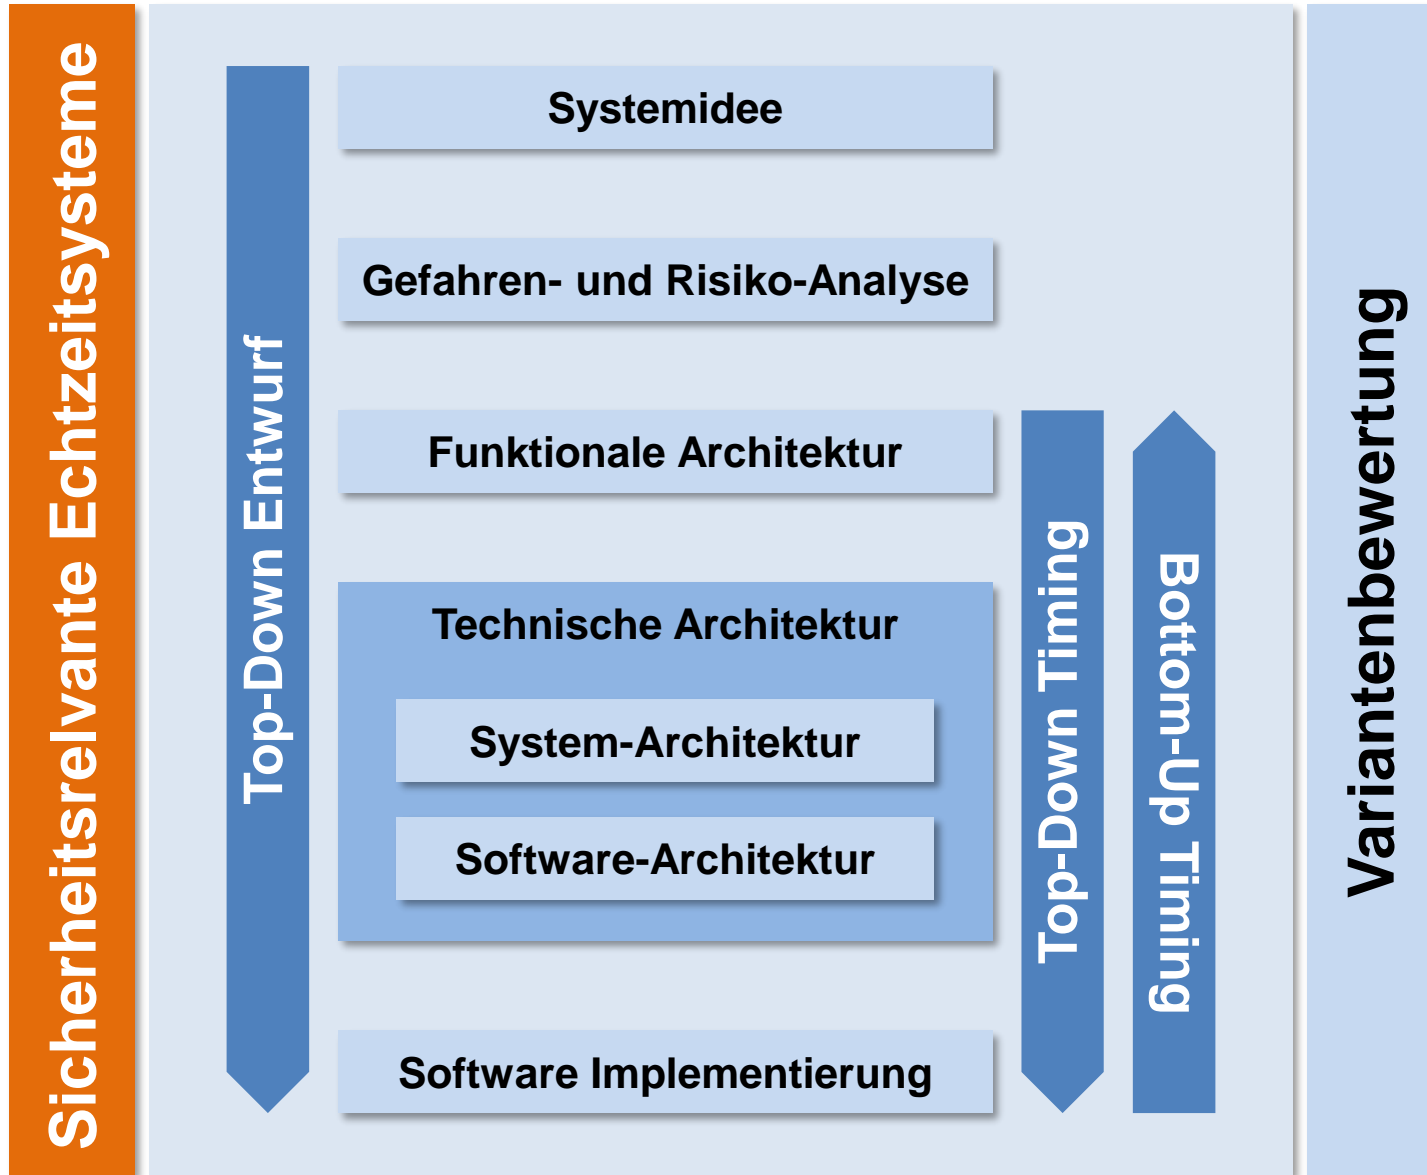 Sicherheitsrelvante Echtzeitsysteme
Top-Down Entwurf
Systemidee
Gefahren- und Risiko-Analyse
Funktionale Architektur
Technische Architektur
System-Architektur
Software-Architektur
Software Implementierung
Top-Down Timing
Bottom-Up Timing
Variantenbewertung